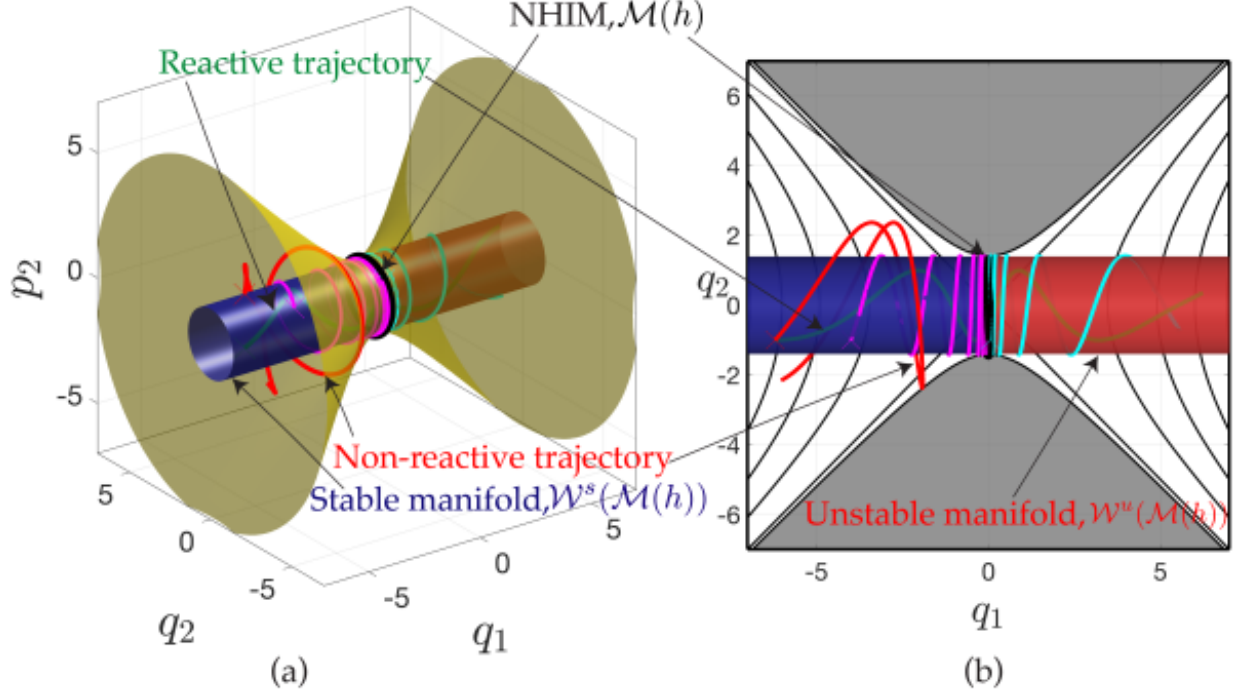 NHIM, 𝓜(h)
Reactive trajectory
5
0
-5
p₂
5
0
-5
q₂
-5
0
5
q₁
Non-reactive trajectory
Stable manifold, 𝓦ˢ(𝓜(h))
(a)
6
4
2
0
-2
-4
-6
q₂
Unstable manifold, 𝓦ᵘ(𝓜(h))
-5
0
5
q₁
(b)